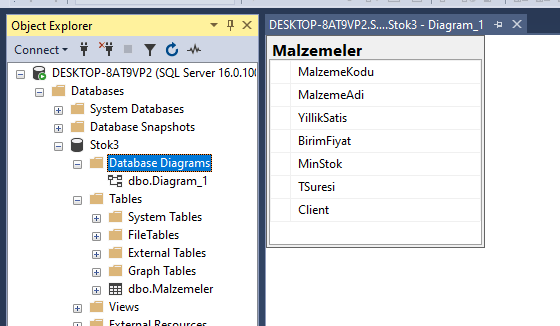 Object Explorer
Connect
DESKTOP-8AT9VP2 (SQL Server 16.0.100
Databases
System Databases
Database Snapshots
Stok3
Database Diagrams
dbo.Diagram_1
Tables
System Tables
FileTables
External Tables
Graph Tables
dbo.Malzemeler
Views
External Resources
DESKTOP-8AT9VP2.S....Stok3 - Diagram_1
Malzemeler
MalzemeKodu
MalzemeAdi
YillikSatis
BirimFiyat
MinStok
TSuresi
Client